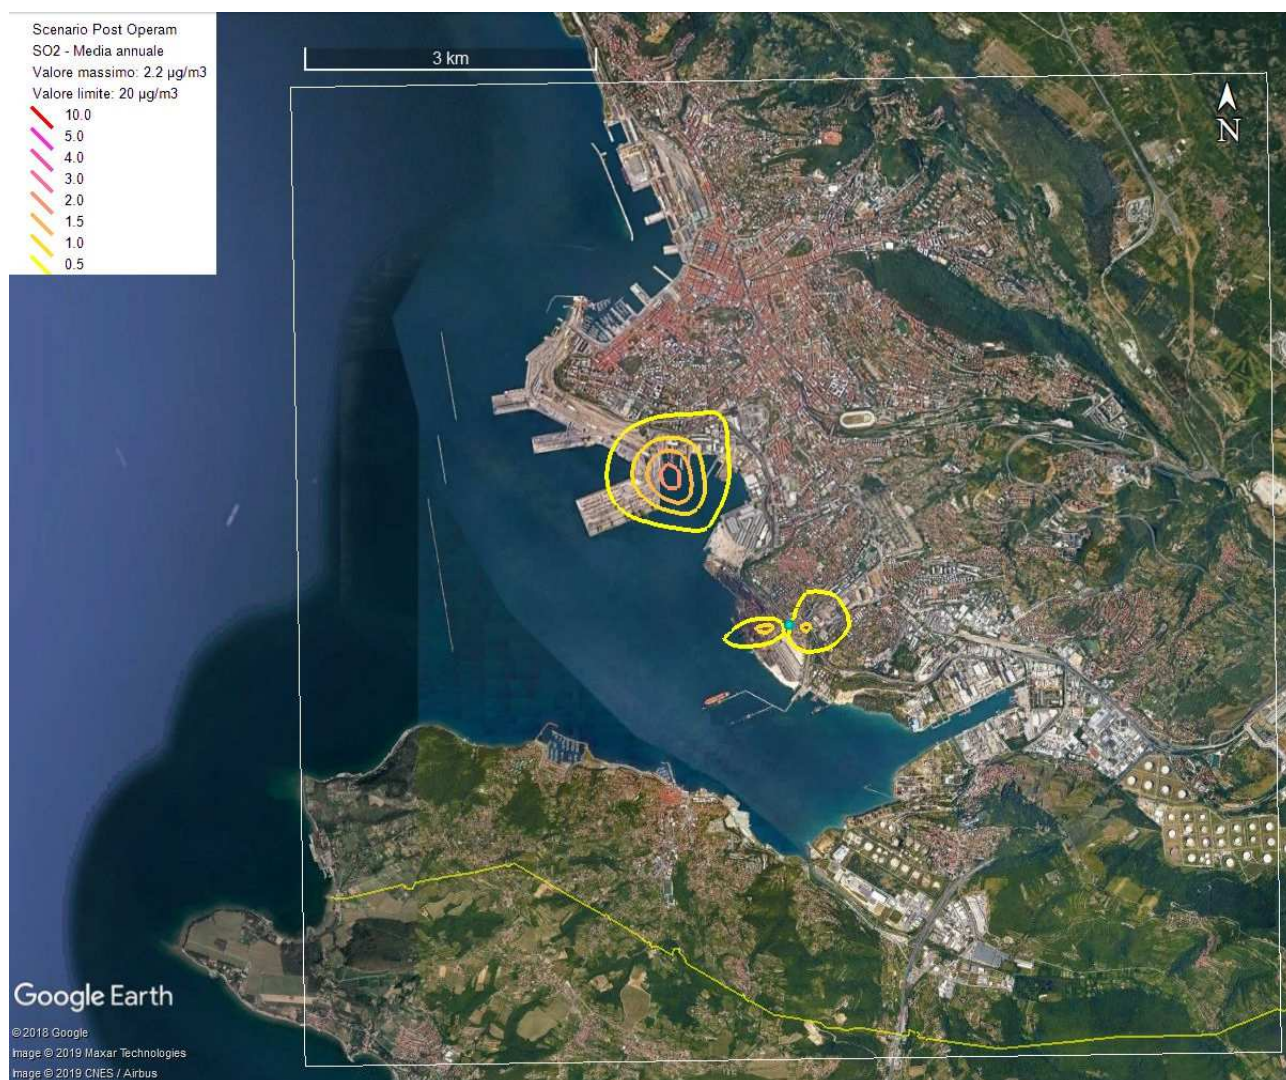 Scenario Post Operam
SO2 - Media annuale
Valore massimo: 2.2 µg/m3
Valore limite: 20 µg/m3
10.0
5.0
4.0
3.0
2.0
1.5
1.0
0.5
3 km
N
Google Earth
© 2018 Google
Image © 2019 Maxar Technologies
Image © 2019 CNES / Airbus